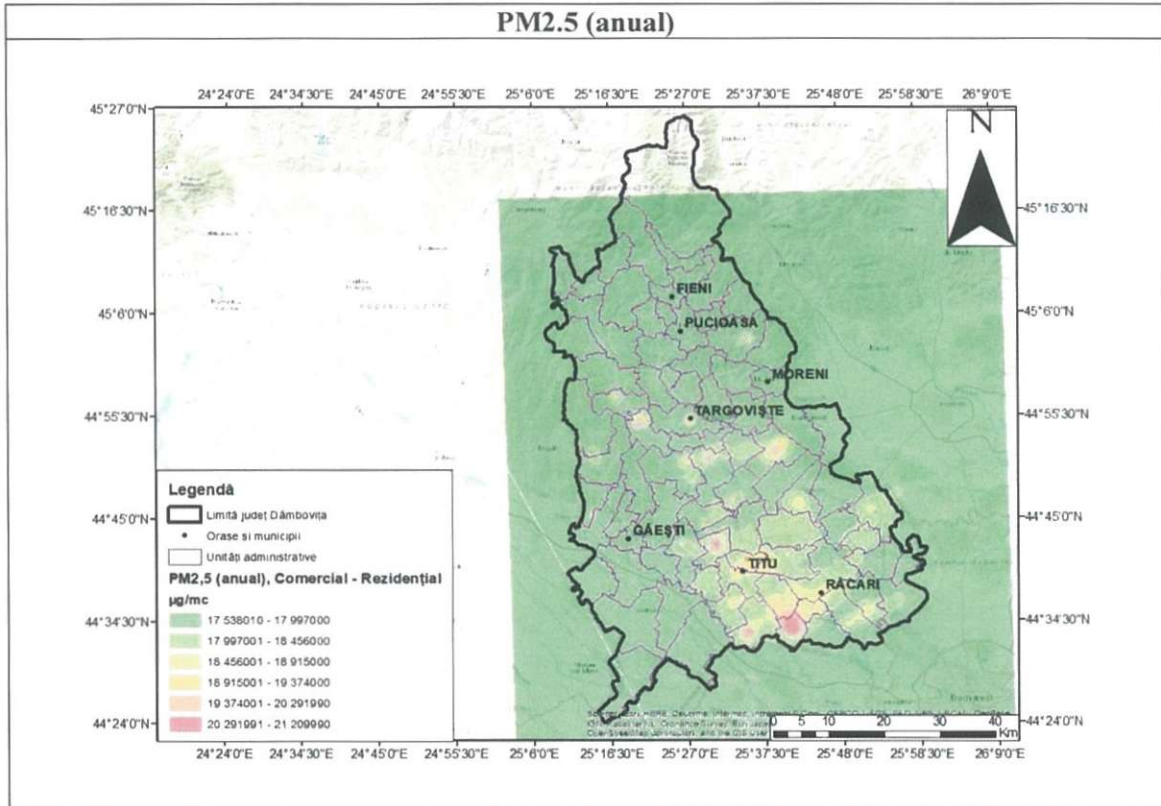 PM2.5 (anual)
24°24'0"E 24°34'30"E 24°45'0"E 24°55'30"E 25°6'0"E 25°16'30"E 25°27'0"E 25°37'30"E 25°48'0"E 25°58'30"E 26°9'0"E
45°27'0"N
N
45°16'30"N 45°16'30"N
FIENI
45°6'0"N 45°6'0"N
PUCIOASA
MORENI
44°55'30"N TARGOVIȘTE 44°55'30"N
Legendă
Limită județ Dâmbovița
44°45'0"N 44°45'0"N
Orase si municipii
GĂEȘTI
Unități administrative
TITU
PM2,5 (anual), Comercial - Rezidențial
RĂCARI
µg/mc
17 538010 - 17 997000
44°34'30"N 44°34'30"N
17 997001 - 18 456000
18 456001 - 18 915000
18 915001 - 19 374000
19 374001 - 20 291990
20 291991 - 21 209990
44°24'0"N 44°24'0"N
0 5 10 20 30 40
Km
24°24'0"E 24°34'30"E 24°45'0"E 24°55'30"E 25°6'0"E 25°16'30"E 25°27'0"E 25°37'30"E 25°48'0"E 25°58'30"E 26°9'0"E